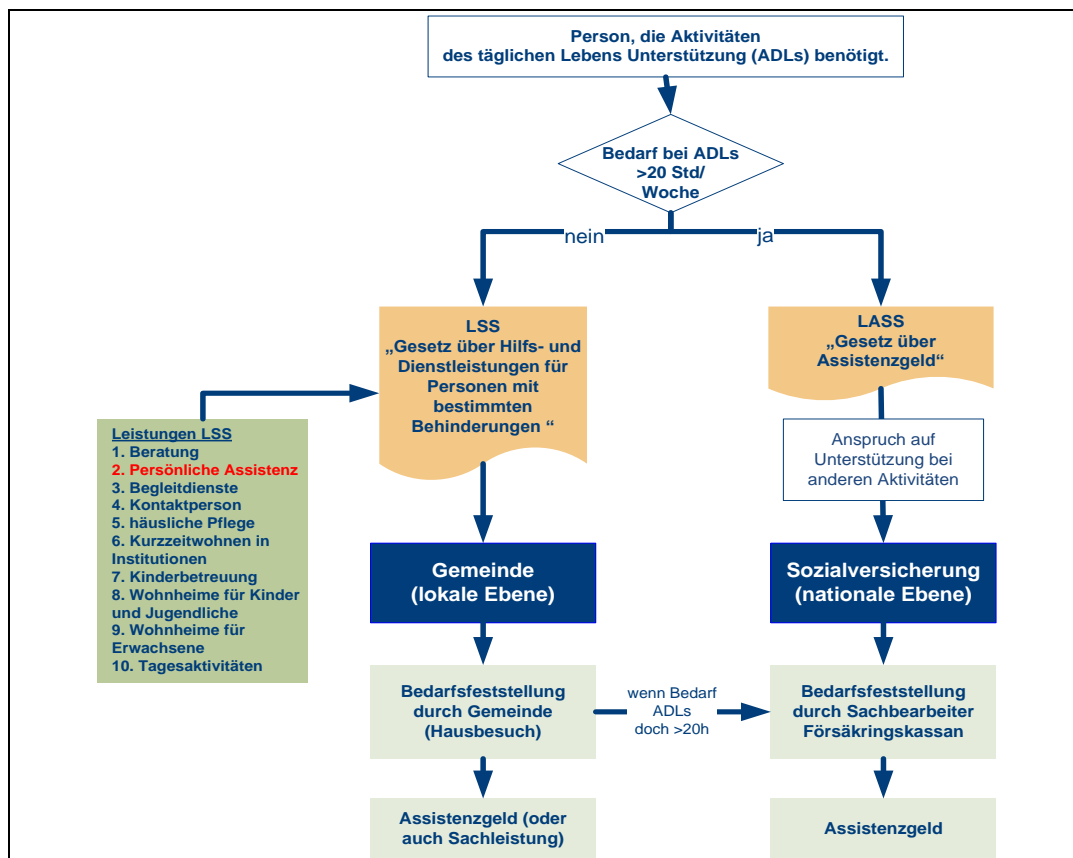 Person, die Aktivitäten
des täglichen Lebens Unterstützung (ADLs) benötigt.
Bedarf bei ADLs
>20 Std/
Woche
nein
ja
LSS
„Gesetz über Hilfs- und
Dienstleistungen für
Personen mit
bestimmten
Behinderungen “
LASS
„Gesetz über
Assistenzgeld“
Leistungen LSS
1. Beratung
2. Persönliche Assistenz
3. Begleitdienste
4. Kontaktperson
5. häusliche Pflege
6. Kurzzeitwohnen in
Institutionen
7. Kinderbetreuung
8. Wohnheime für Kinder
und Jugendliche
9. Wohnheime für
Erwachsene
10. Tagesaktivitäten
Anspruch auf
Unterstützung bei
anderen Aktivitäten
Gemeinde
(lokale Ebene)
Sozialversicherung
(nationale Ebene)
Bedarfsfeststellung
durch Gemeinde
(Hausbesuch)
wenn Bedarf
ADLs
doch >20h
Bedarfsfeststellung
durch Sachbearbeiter
Försäkringskassan
Assistenzgeld (oder
auch Sachleistung)
Assistenzgeld